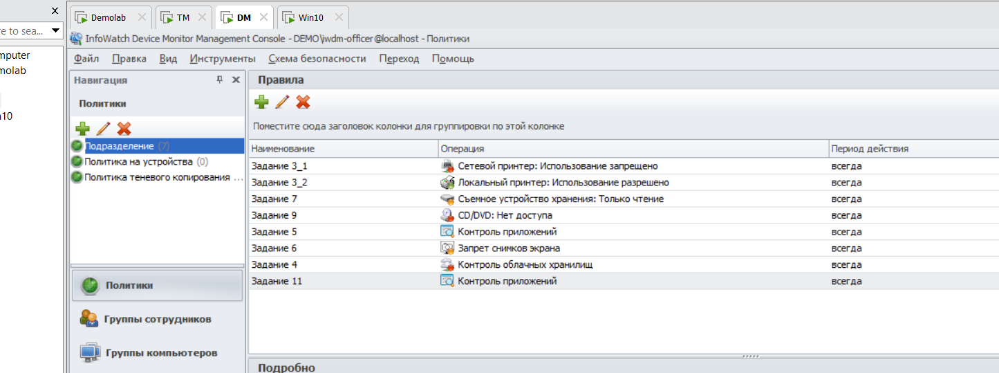 Demolab TM DM Win10
re to sea...
InfoWatch Device Monitor Management Console - DEMO\iwdm-officer@localhost - Политики
mputer
Файл Правка Вид Инструменты Схема безопасности Переход Помощь
molab
Навигация
Правила
Политики
n10
Поместите сюда заголовок колонки для группировки по этой колонке
Подразделение (7)
Политика на устройства (0)
Политика теневого копирования ...
Наименование Операция Период действия
Задание 3_1 Сетевой принтер: Использование запрещено всегда
Задание 3_2 Локальный принтер: Использование разрешено всегда
Задание 7 Съемное устройство хранения: Только чтение всегда
Задание 9 CD/DVD: Нет доступа всегда
Задание 5 Контроль приложений всегда
Задание 6 Запрет снимков экрана всегда
Задание 4 Контроль облачных хранилищ всегда
Задание 11 Контроль приложений всегда
Политики
Группы сотрудников
Группы компьютеров
Подробно